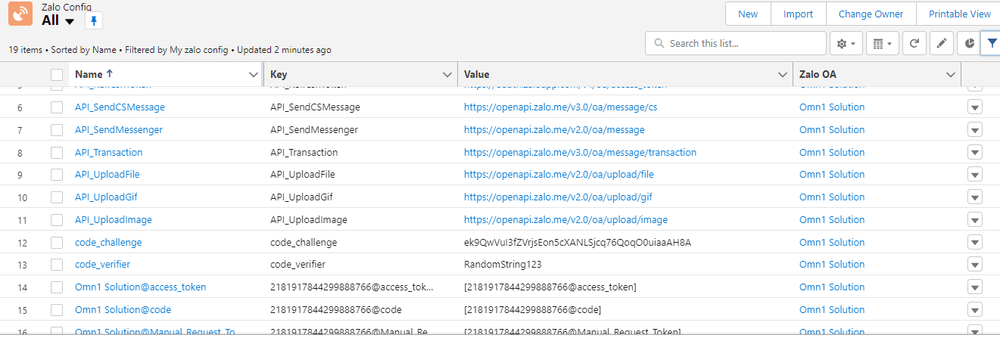 Zalo Config
All
New Import Change Owner Printable View
19 items • Sorted by Name • Filtered by My zalo config • Updated 2 minutes ago
Search this list...
Name Key Value Zalo OA
6 API_SendCSMessage API_SendCSMessage https://openapi.zalo.me/v3.0/oa/message/cs Omn1 Solution
7 API_SendMessenger API_SendMessenger https://openapi.zalo.me/v2.0/oa/message Omn1 Solution
8 API_Transaction API_Transaction https://openapi.zalo.me/v3.0/oa/message/transaction Omn1 Solution
9 API_UploadFile API_UploadFile https://openapi.zalo.me/v2.0/oa/upload/file Omn1 Solution
10 API_UploadGif API_UploadGif https://openapi.zalo.me/v2.0/oa/upload/gif Omn1 Solution
11 API_UploadImage API_UploadImage https://openapi.zalo.me/v2.0/oa/upload/image Omn1 Solution
12 code_challenge code_challenge ek9QwVuI3fZVrjsEon5cXANLSjcq76QoqO0uiaaAH8A Omn1 Solution
13 code_verifier code_verifier RandomString123 Omn1 Solution
14 Omn1 Solution@access_token 2181917844299888766@access_tok... [2181917844299888766@access_token] Omn1 Solution
15 Omn1 Solution@code 2181917844299888766@code [2181917844299888766@code] Omn1 Solution
16 Omn1 Solution@Manual_Request_To... 2181917844299888766@Manual_Re... [2181917844299888766@Manual_Request_Token] Omn1 Solution